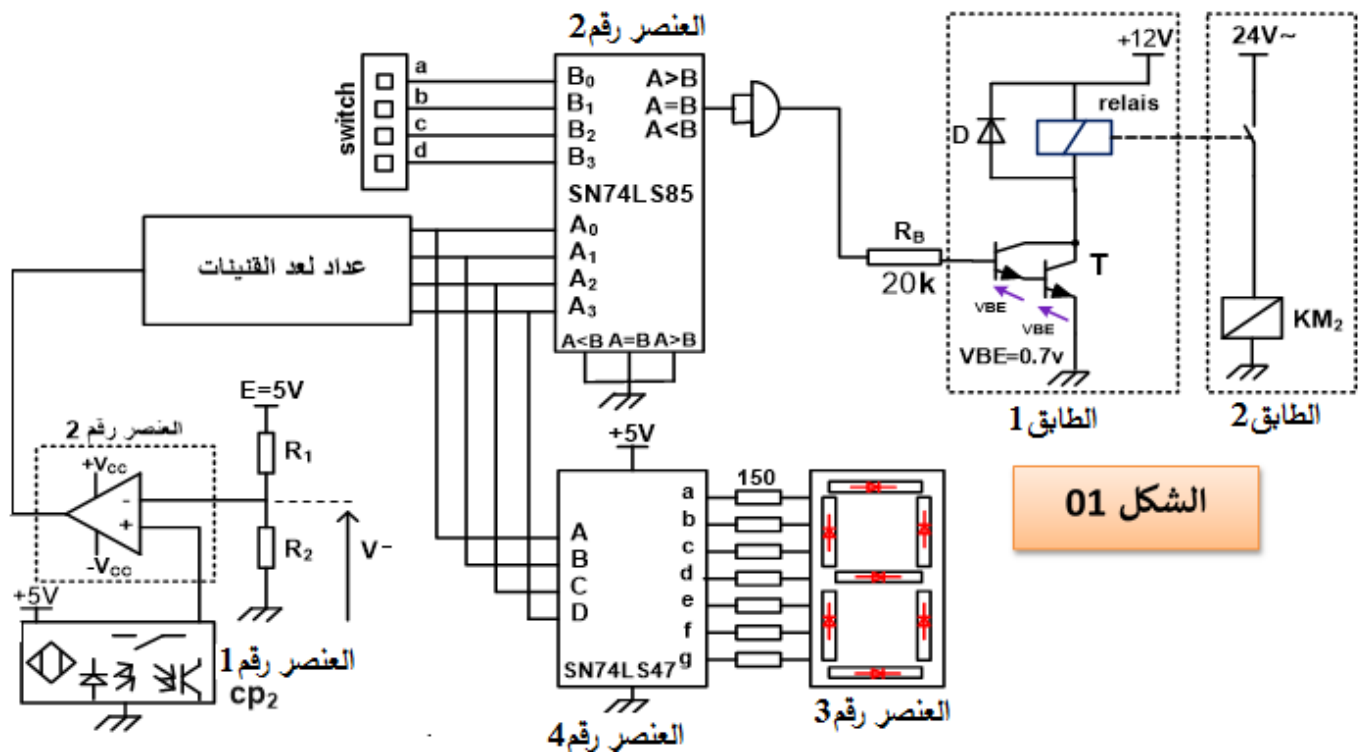 العنصر رقم2
switch
a
b
c
d
B0
B1
B2
B3
A>B
A=B
A<B
SN74LS85
A0
A1
A2
A3
A<B A=B A>B
عداد لعد القنينات
RB
20k
+12V
relais
D
T
VBE
VBE
VBE=0.7v
الطابق1
24V~
KM2
الطابق2
E=5V
R1
R2
V-
العنصر رقم 2
+VCC
-
+
-VCC
+5V
العنصر رقم1
cp2
+5V
A
B
C
D
a
b
c
d
e
f
g
SN74LS47
150
العنصر رقم4
العنصر رقم3
الشكل 01